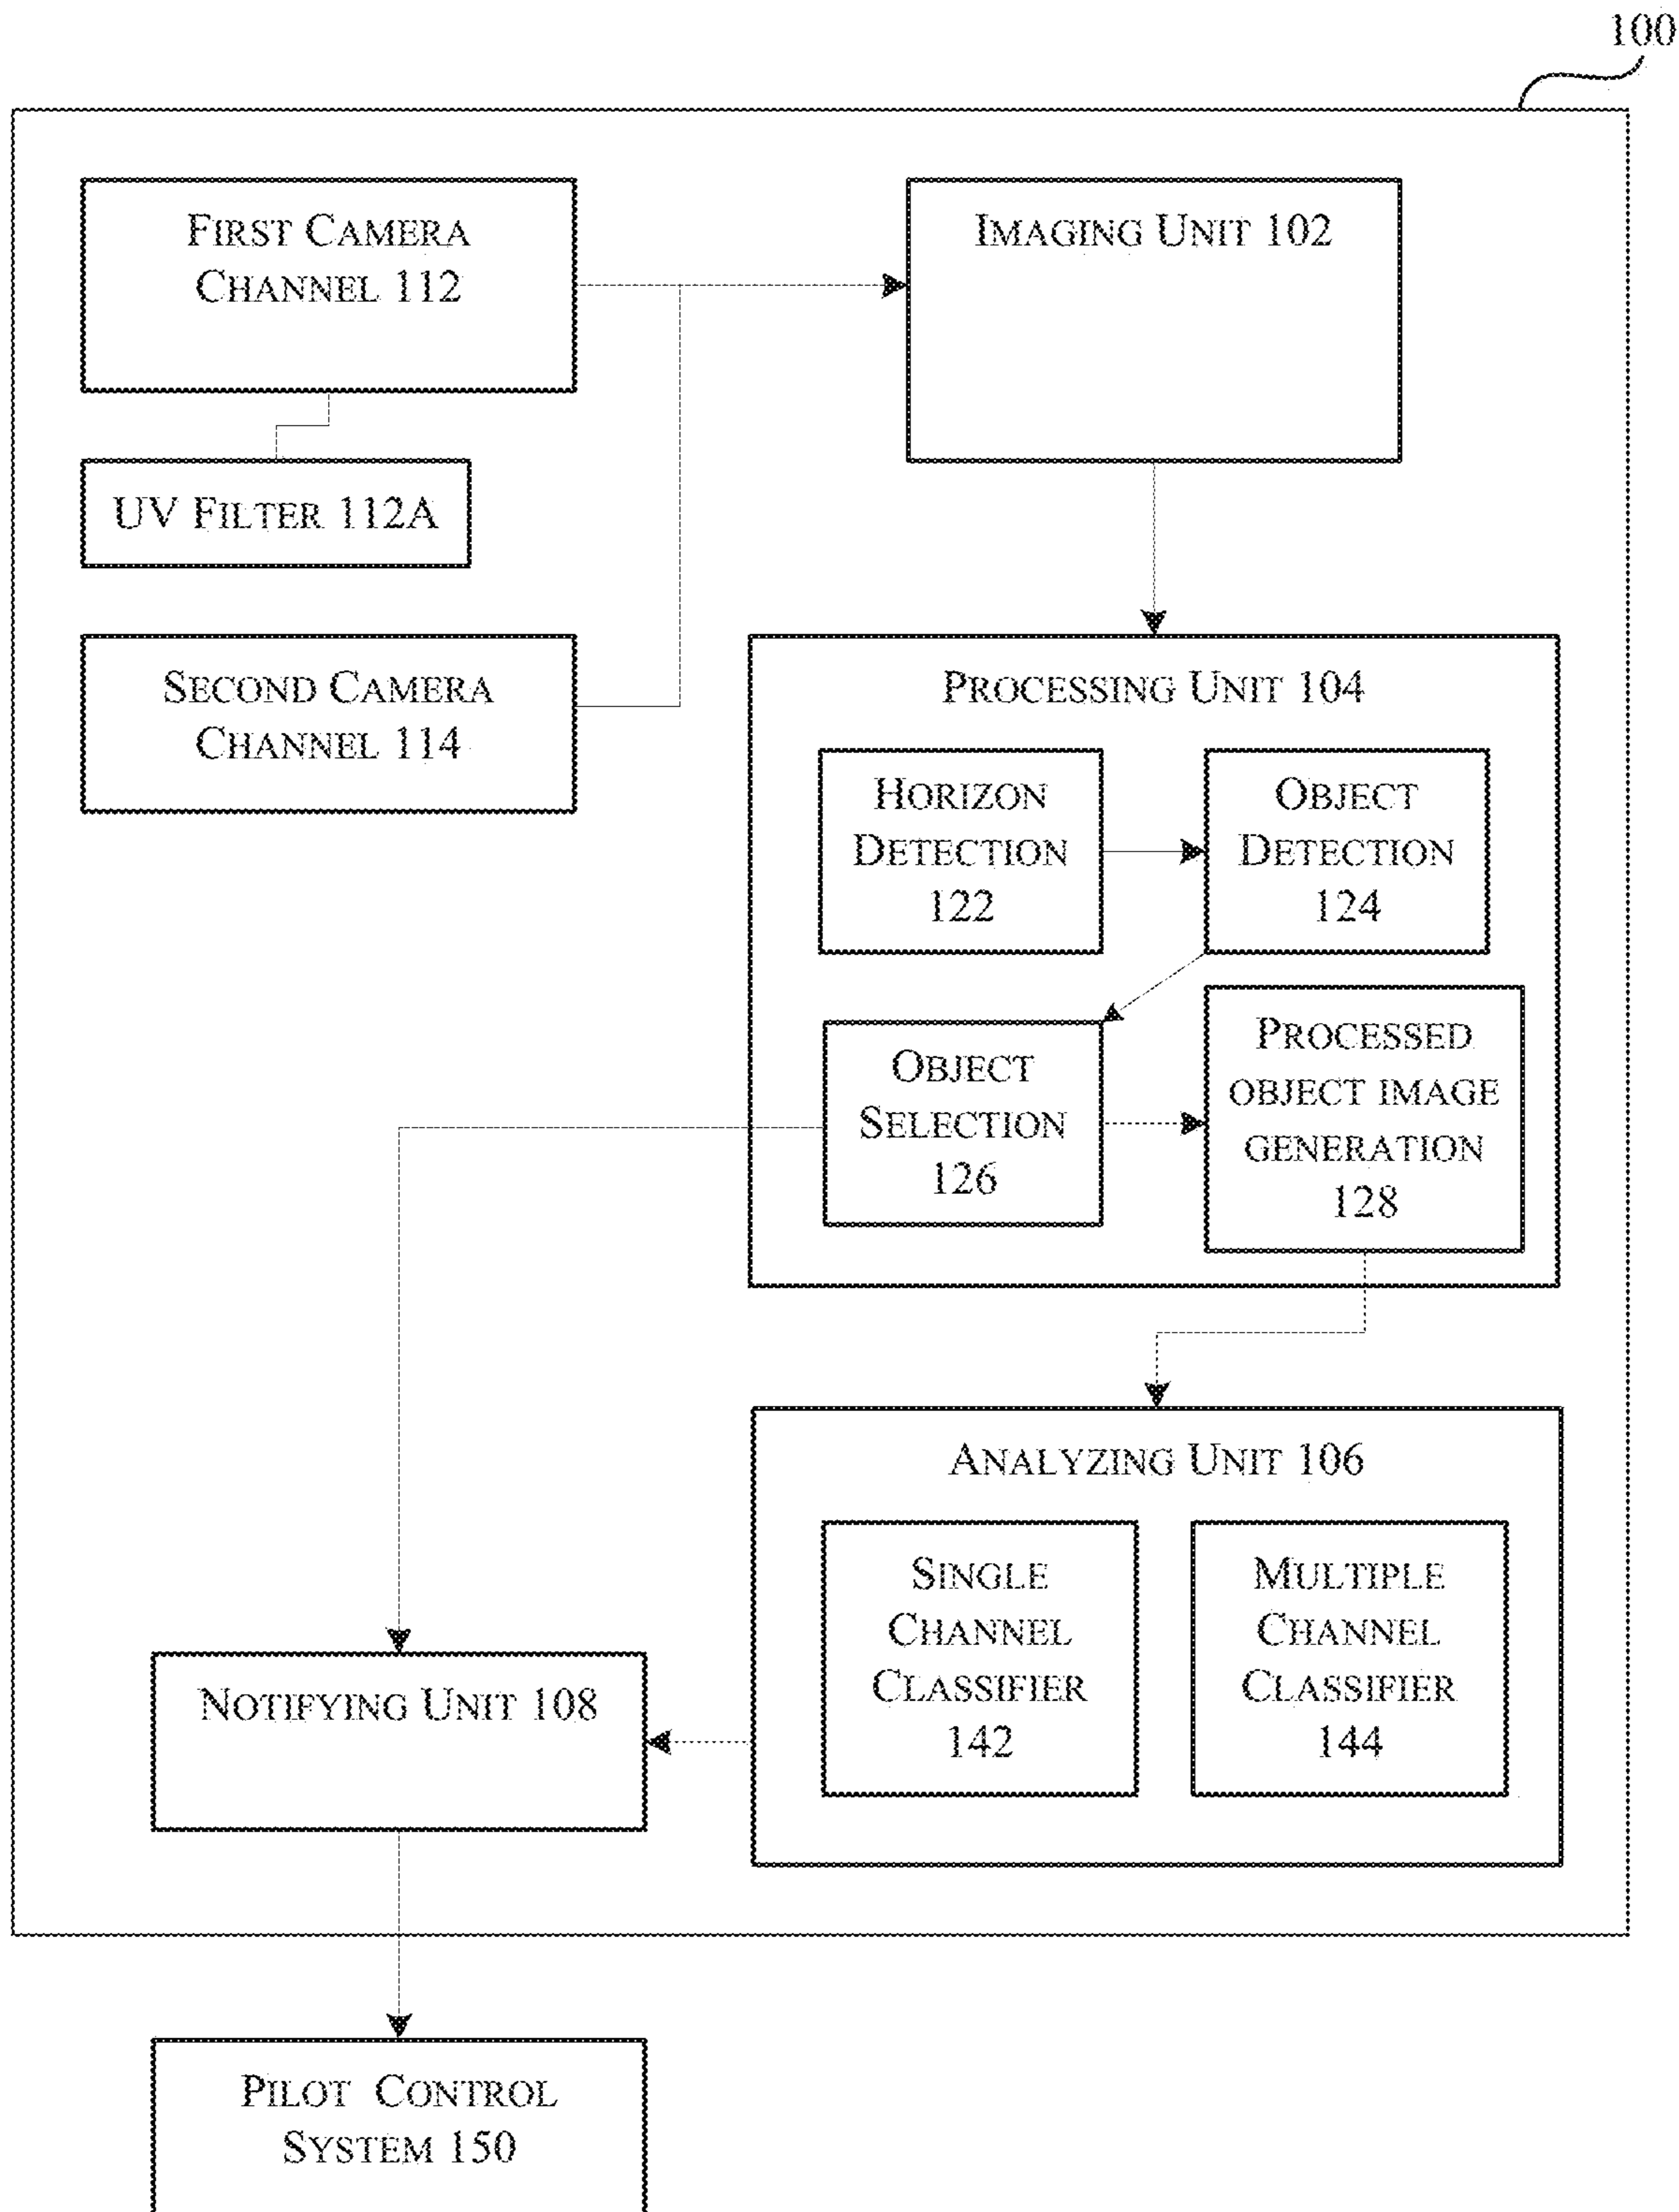 100
FIRST CAMERA
CHANNEL 112
IMAGING UNIT 102
UV FILTER 112A
SECOND CAMERA
CHANNEL 114
PROCESSING UNIT 104
HORIZON
DETECTION
122
OBJECT
DETECTION
124
OBJECT
SELECTION
126
PROCESSED
OBJECT IMAGE
GENERATION
128
ANALYZING UNIT 106
SINGLE
CHANNEL
CLASSIFIER
142
MULTIPLE
CHANNEL
CLASSIFIER
144
NOTIFYING UNIT 108
PILOT CONTROL
SYSTEM 150